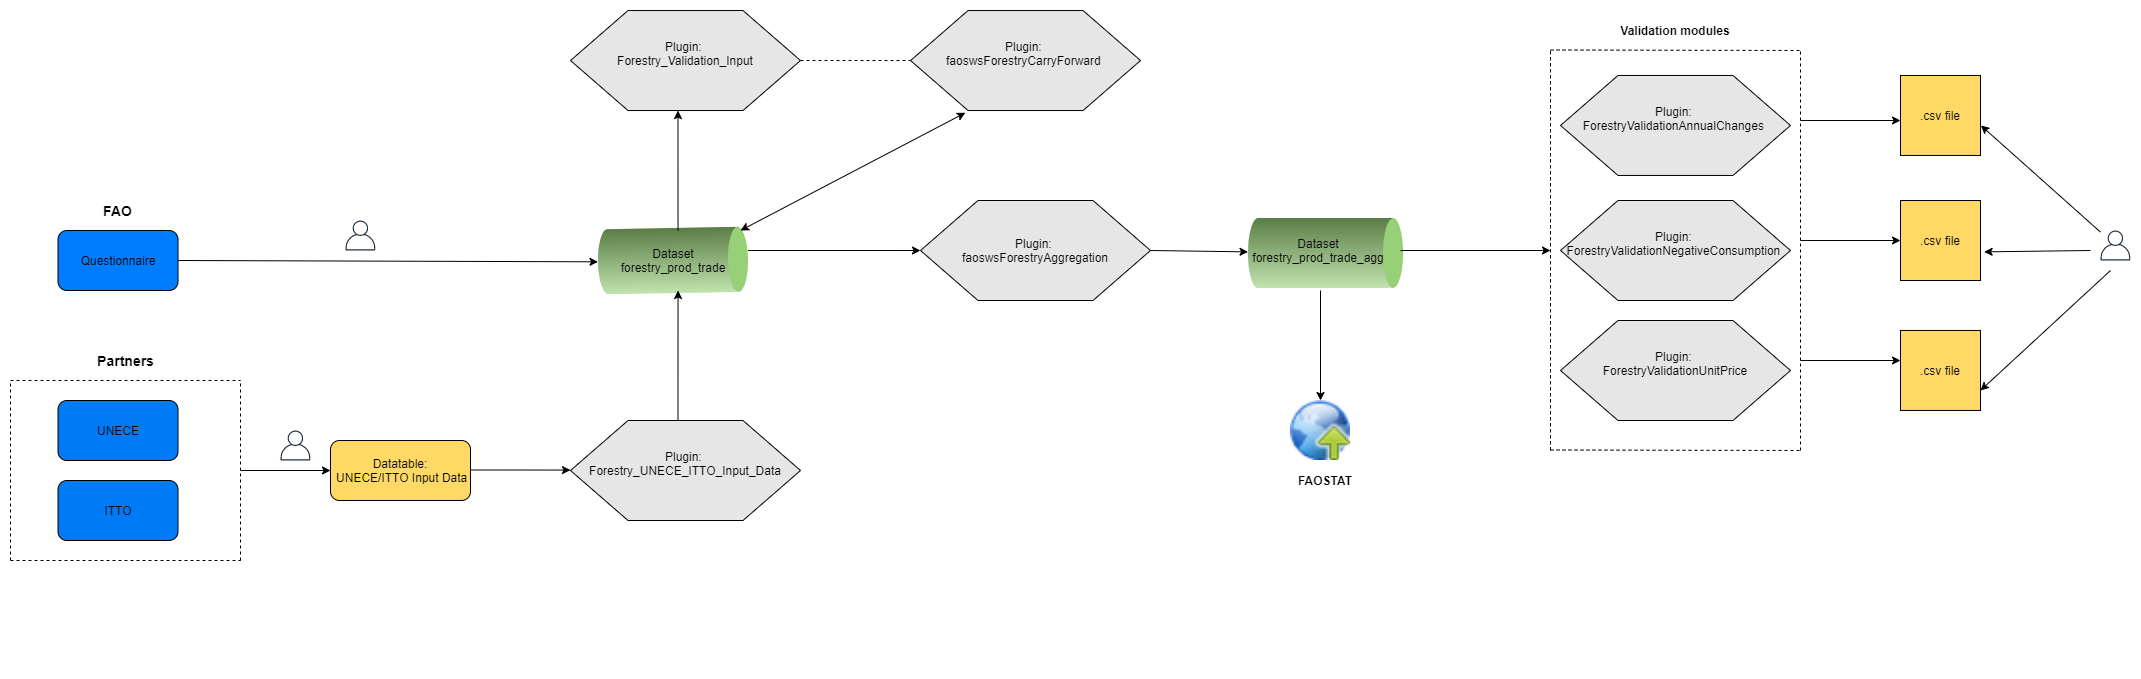 Plugin:
Forestry_Validation_Input
Plugin:
faoswsForestryCarryForward
Validation modules
Plugin:
ForestryValidationAnnualChanges
.csv file
FAO
Questionnaire
Dataset
forestry_prod_trade
Plugin:
faoswsForestryAggregation
Dataset
forestry_prod_trade_agg
Plugin:
ForestryValidationNegativeConsumption
.csv file
Partners
UNECE
ITTO
Datatable:
UNECE/ITTO Input Data
Plugin:
Forestry_UNECE_ITTO_Input_Data
FAOSTAT
Plugin:
ForestryValidationUnitPrice
.csv file